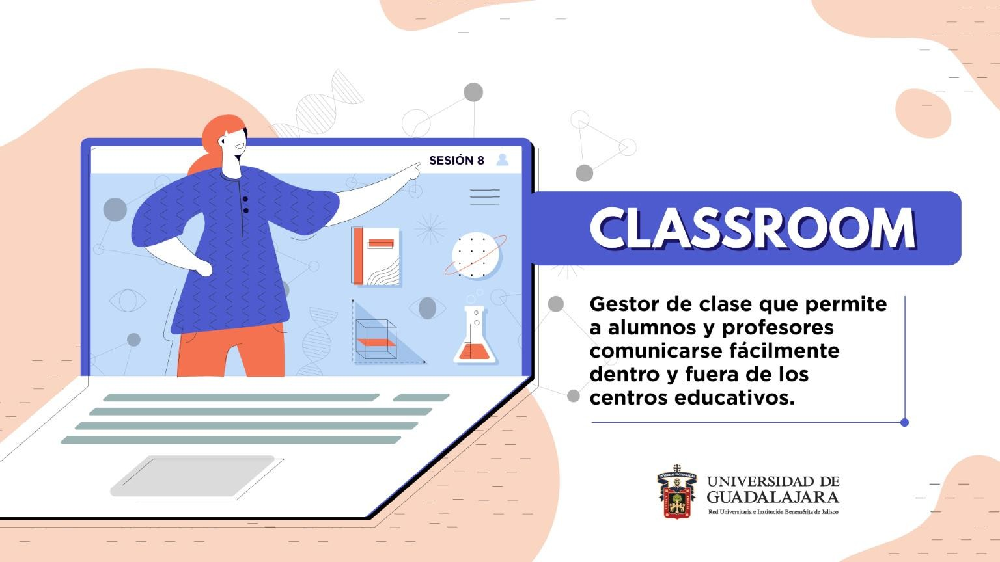 SESIÓN 8
CLASSROOM
Gestor de clase que permite
a alumnos y profesores
comunicarse fácilmente
dentro y fuera de los
centros educativos.
UNIVERSIDAD DE
GUADALAJARA
Red Universitaria e Institución Benemérita de Jalisco